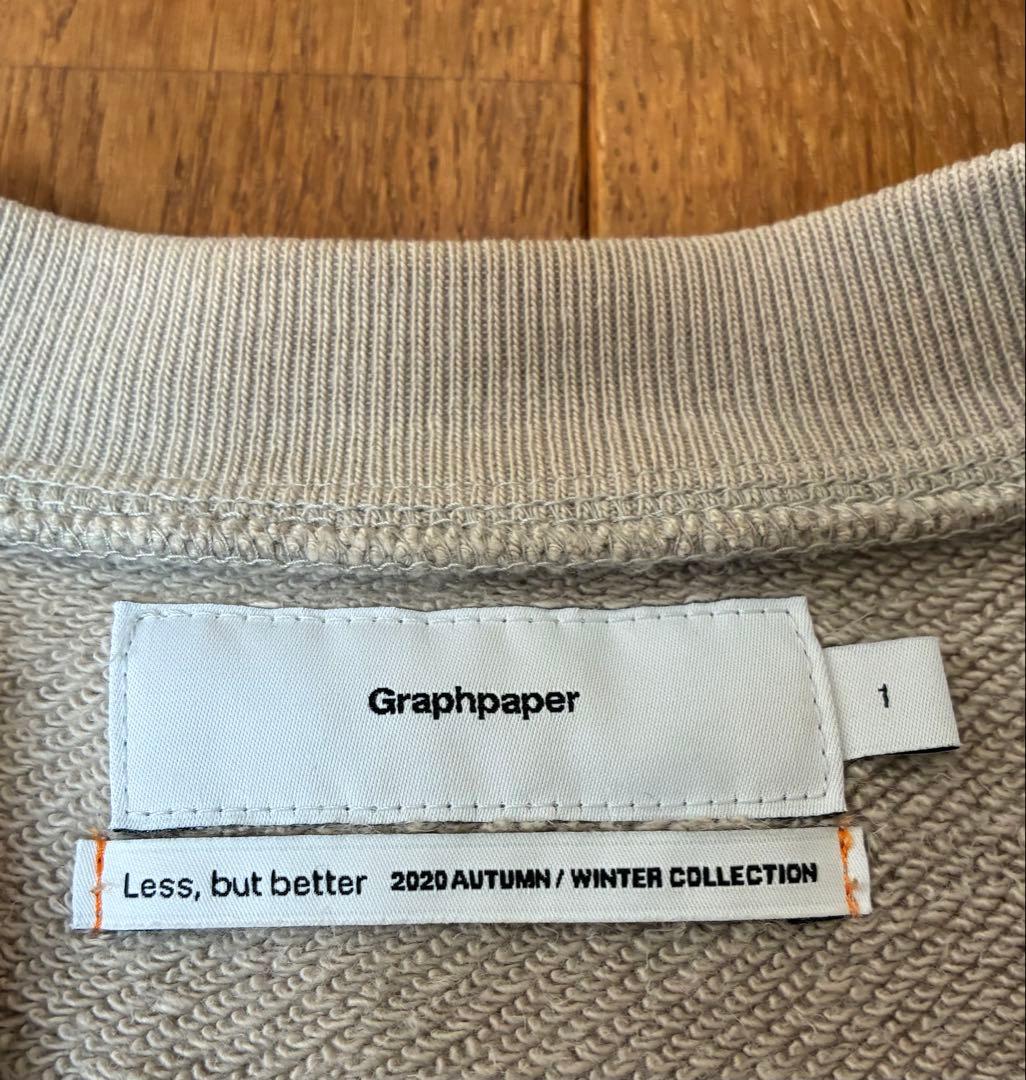 Graphpaper
1
Less, but better 2020 AUTUMN / WINTER COLLECTION